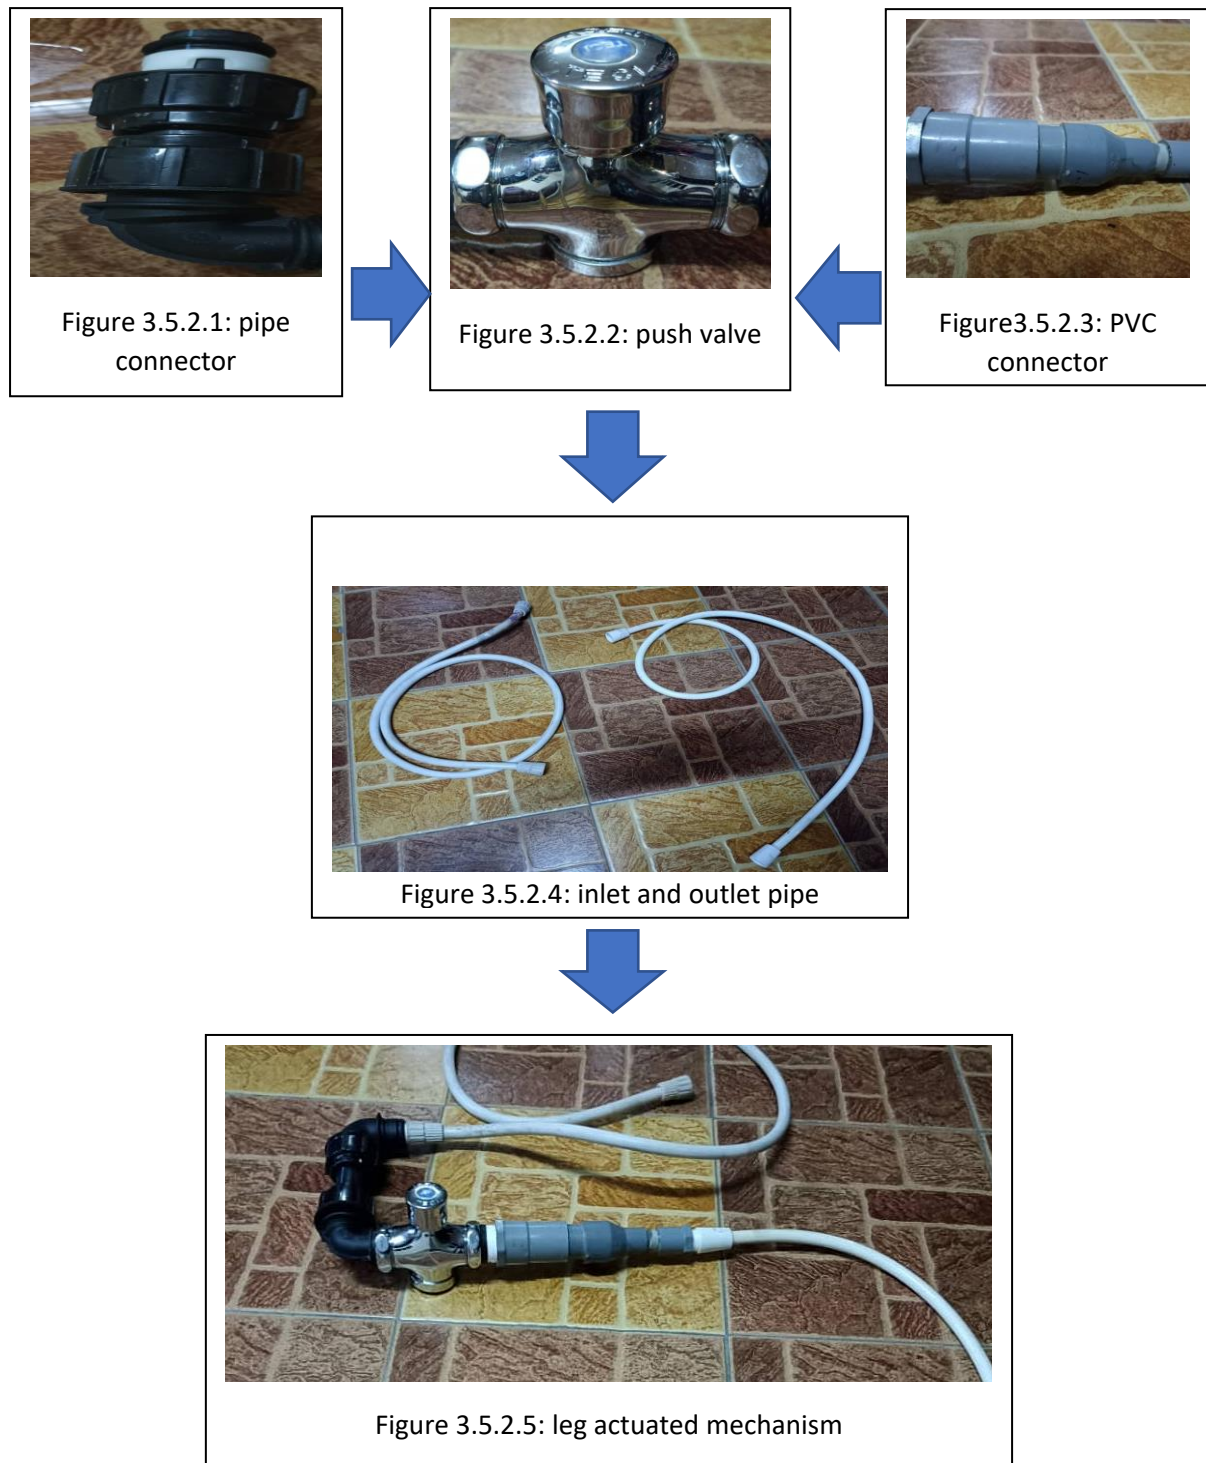 Figure 3.5.2.1: pipe
connector
Figure 3.5.2.2: push valve
Figure3.5.2.3: PVC
connector
Figure 3.5.2.4: inlet and outlet pipe
Figure 3.5.2.5: leg actuated mechanism